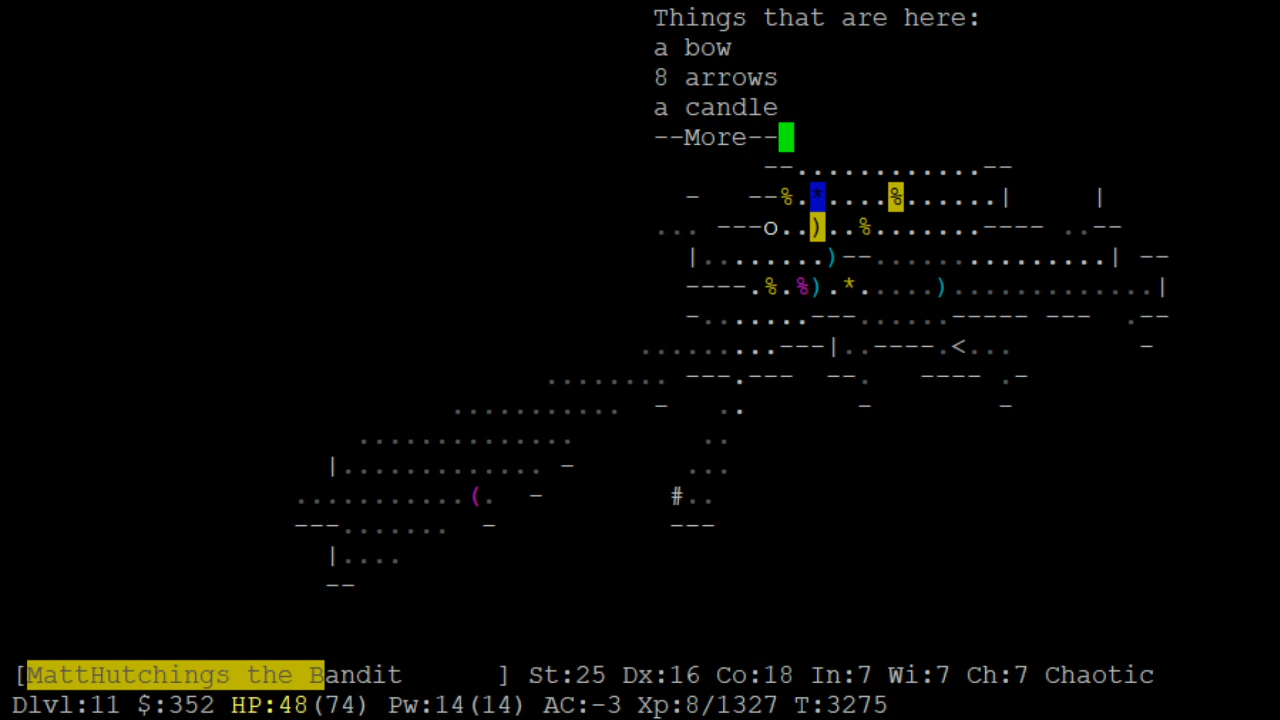 Things that are here:
a bow
8 arrows
a candle
--More--
--............--
- --%.*....%......| |
... ---o..)..%.......---- ..--
|........)--...............| --
----.%.%).*.....).............|
-.......---......----- --- .--
.........---|..----.<... -
........ ---.--- --. ---- .-
........... - .. - -
.............. ..
|............. - ...
...........(. - #..
---....... - ---
|....
--
[MattHutchings the Bandit ] St:25 Dx:16 Co:18 In:7 Wi:7 Ch:7 Chaotic
Dlvl:11 $:352 HP:48(74) Pw:14(14) AC:-3 Xp:8/1327 T:3275